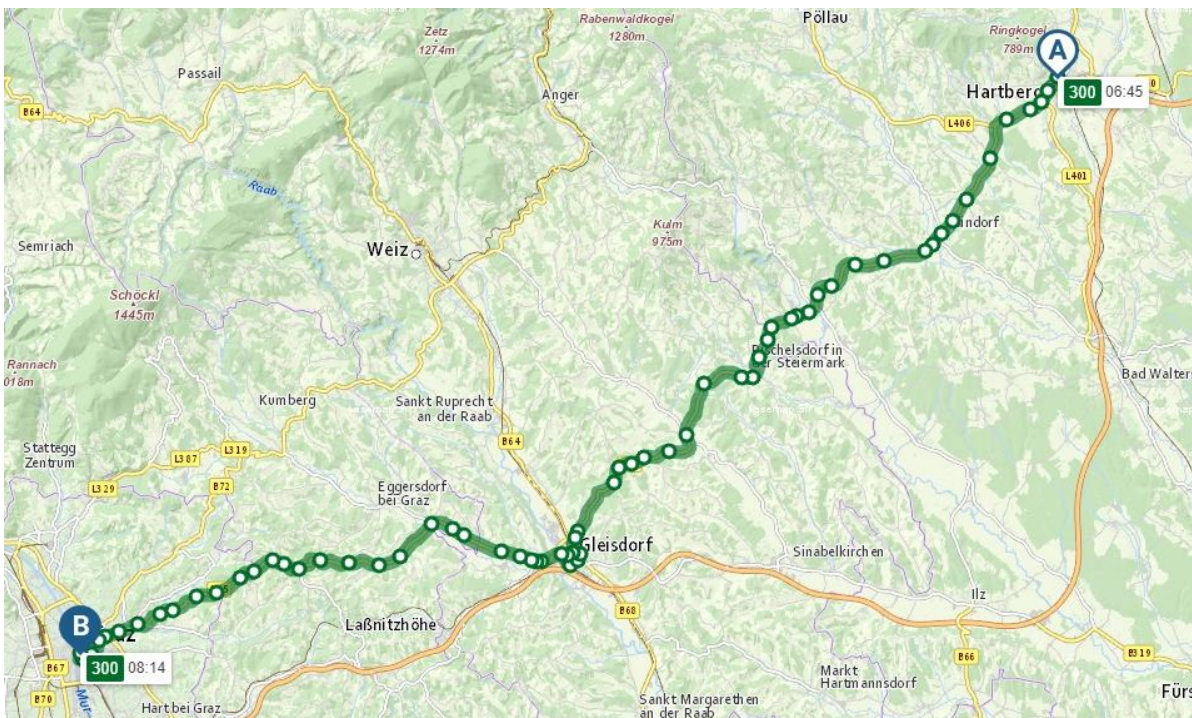 Rabenwaldkogel
1280m
Pöllau
Zetz
1274m
Ringkogel
789m
A
Passail
Anger
Hartberg
300 06:45
B64
L406
L401
Raab
Semriach
Weiz
Kulm
975m
Schöckl
1445m
Rannach
018m
Pischelsdorf in
der Steiermark
Bad Walters
Kumberg
Sankt Ruprecht
an der Raab
B64
Stattegg
Zentrum
L387
L319
L329
B72
Eggersdorf
bei Graz
Gleisdorf
Sinabelkirchen
Ilz
B68
B
Laßnitzhöhe
B319
B66
300 08:14
B67
B70
Mur
Hart bei Graz
Markt
Hartmannsdorf
Sankt Margarethen
an der Raab
Fürs